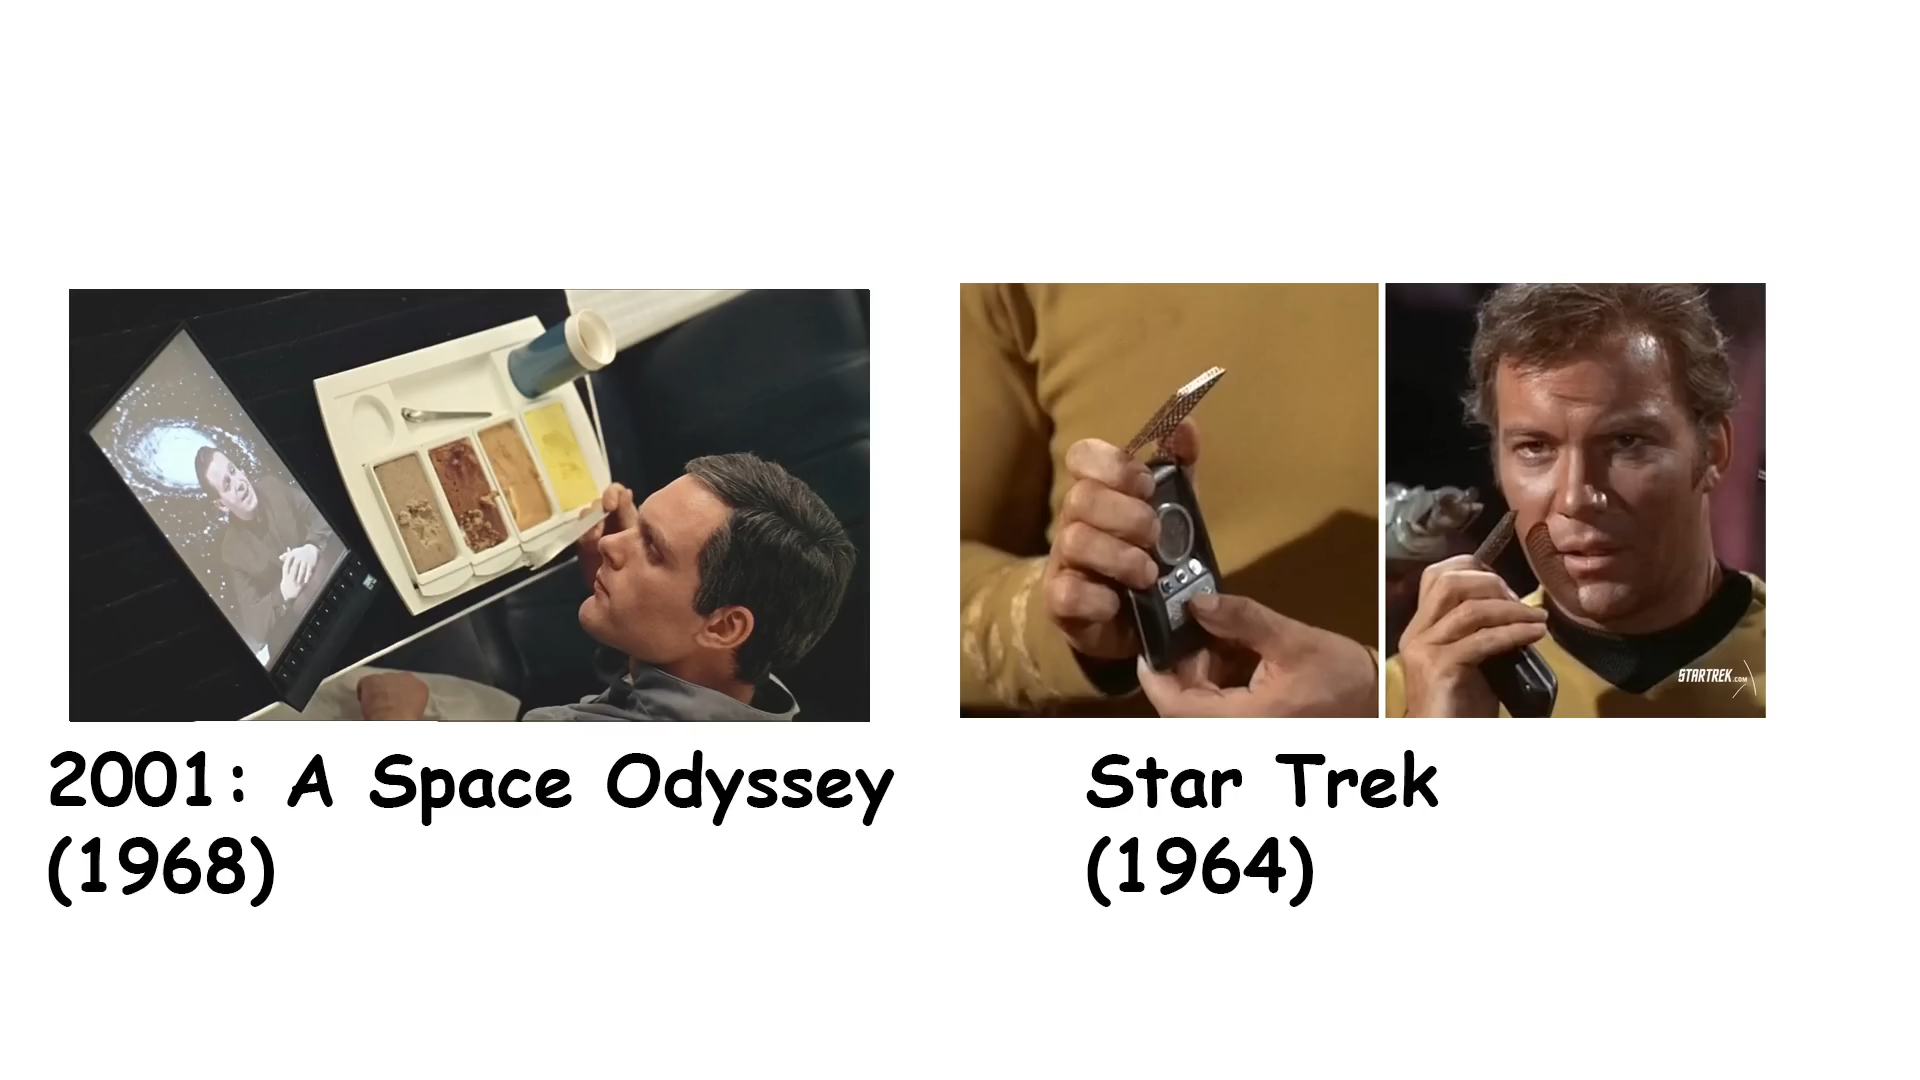 STARTREK.COM
2001: A Space Odyssey
(1968)
Star Trek
(1964)